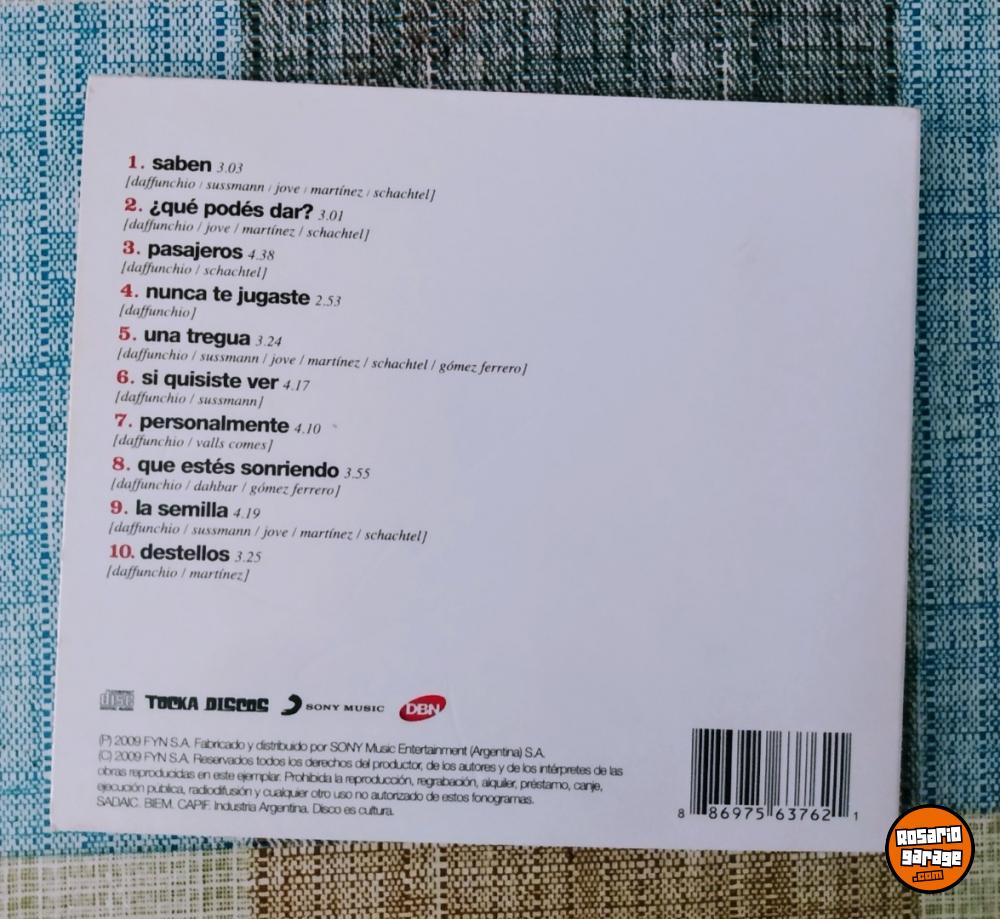 1. saben 3.03
[daffunchio / sussmann / jove / martínez / schachtel]
2. ¿qué podés dar? 3.01
[daffunchio / jove / martínez / schachtel]
3. pasajeros 4.38
[daffunchio / schachtel]
4. nunca te jugaste 2.53
[daffunchio]
5. una tregua 3.24
[daffunchio / sussmann / jove / martínez / schachtel / gómez ferrero]
6. si quisiste ver 4.17
[daffunchio / sussmann]
7. personalmente 4.10
[daffunchio / valls comes]
8. que estés sonriendo 3.55
[daffunchio / dahbar / gómez ferrero]
9. la semilla 4.19
[daffunchio / sussmann / jove / martínez / schachtel]
10. destellos 3.25
[daffunchio / martínez]
disc TOCKA DISCOS SONY MUSIC DBN
(P) 2009 FYN S.A. Fabricado y distribuido por SONY Music Entertainment (Argentina) S.A.
(C) 2009 FYN S.A. Reservados todos los derechos del productor, de los autores y de los intérpretes de las
obras reproducidas en este ejemplar. Prohibida la reproducción, regrabación, alquiler, préstamo, canje,
ejecución pública, radiodifusión y cualquier otro uso no autorizado de estos fonogramas.
SADAIC. BIEM. CAPIF. Industria Argentina. Disco es cultura.
8 86975 63762 1
Rosario
garage
.com